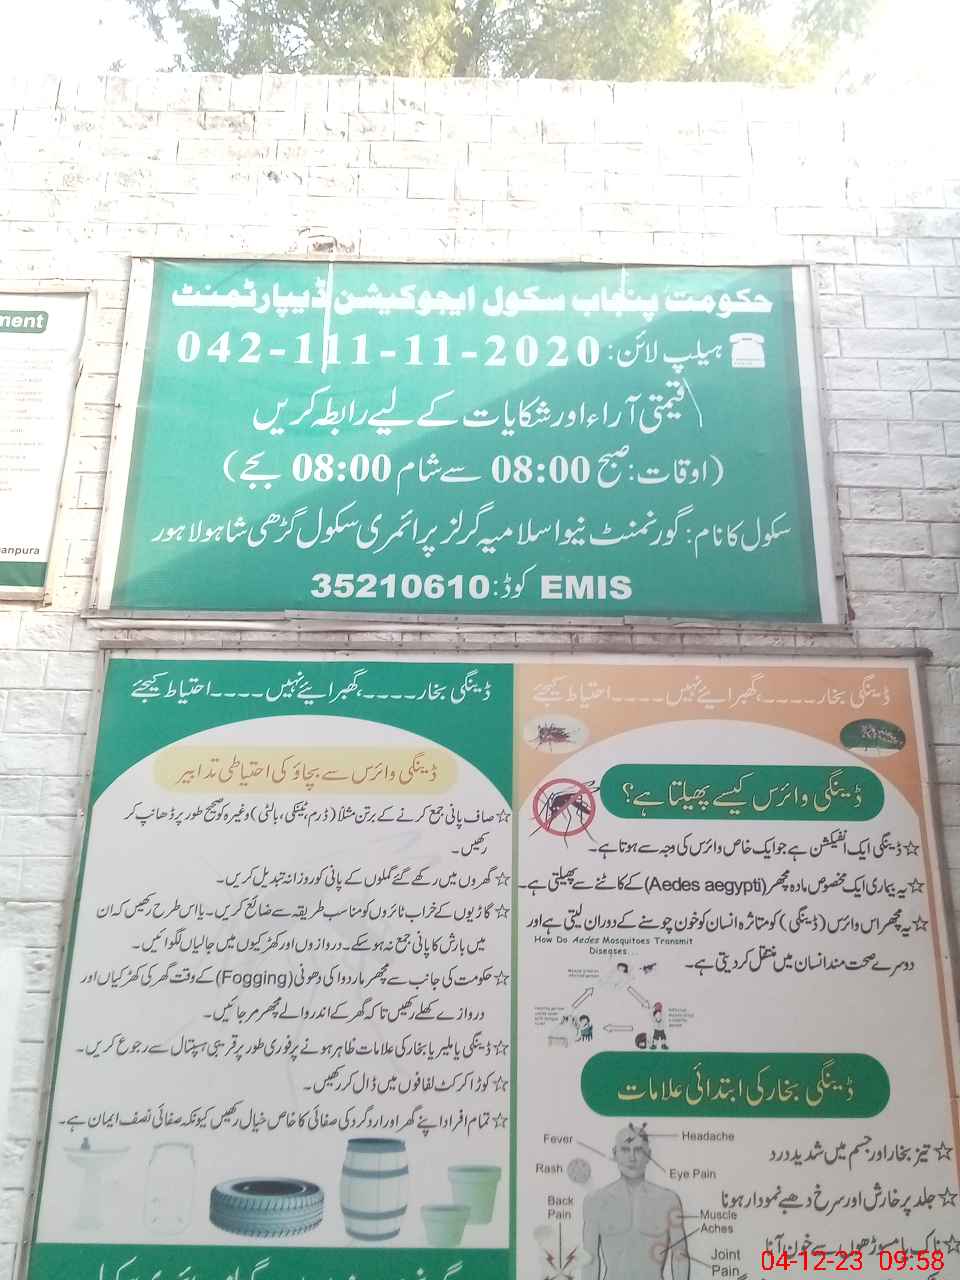 ment
anpura
حکومت پنجاب سکول ایجوکیشن ڈیپارٹمنٹ
ہیلپ لائن: 042-111-11-2020
قیمتی آراء اور شکایات کے لیے رابطہ کریں
(اوقات: صبح 08:00 سے شام 08:00 بجے)
سکول کا نام: گورنمنٹ نیو اسلامیہ گرلز پرائمری سکول گڑھی شاہو لاہور
EMIS کوڈ: 35210610
ڈینگی بخار....،گھبرائیے نہیں....احتیاط کیجئے
ڈینگی وائرس کیسے پھیلتا ہے؟
☆ ڈینگی ایک انفیکشن ہے جو ایک خاص وائرس کی وجہ سے ہوتا ہے۔
☆ یہ بیماری ایک مخصوص مادہ مچھر (Aedes aegypti) کے کاٹنے سے پھیلتی ہے۔
☆ یہ مچھر اس وائرس (ڈینگی) کو متاثرہ انسان کو خون چوسنے کے دوران لیتی ہے اور
دوسرے صحت مند انسان میں منتقل کر دیتی ہے۔
How Do Aedes Mosquitoes Transmit
Diseases...
ڈینگی بخار کی ابتدائی علامات
☆ تیز بخار اور جسم میں شدید درد
☆ جلد پر خارش اور سرخ دھبے نمودار ہونا
☆ ناک یا مسوڑھوں سے خون آنا
Fever
Headache
Rash
Eye Pain
Back
Pain
Muscle
Aches
Joint
Pain
ڈینگی بخار....،گھبرائیے نہیں....احتیاط کیجئے
ڈینگی وائرس سے بچاؤ کی احتیاطی تدابیر
☆ صاف پانی جمع کرنے کے برتن مثلاً (ڈرم، ٹینکی، بالٹی) وغیرہ کو صحیح طور پر ڈھانپ کر
رکھیں۔
☆ گھروں میں رکھے گئے گملوں کے پانی کو روزانہ تبدیل کریں۔
☆ گاڑیوں کے خراب ٹائروں کو مناسب طریقہ سے ضائع کریں۔ یا اس طرح رکھیں کہ ان
میں بارش کا پانی جمع نہ ہو سکے۔ دروازوں اور کھڑکیوں میں جالیاں لگوائیں۔
☆ حکومت کی جانب سے مچھر مار دوا کی دھونی (Fogging) کے وقت گھر کی کھڑکیاں اور
دروازے کھلے رکھیں تاکہ گھر کے اندر والے مچھر مر جائیں۔
☆ ڈینگی یا ملیریا بخار کی علامات ظاہر ہونے پر فوری طور پر قریبی ہسپتال سے رجوع کریں۔
☆ کوڑا کرکٹ لفافوں میں ڈال کر رکھیں۔
☆ تمام افراد اپنے گھر اور ارد گرد کی صفائی کا خاص خیال رکھیں کیونکہ صفائی نصف ایمان ہے۔
04-12-23 09:58